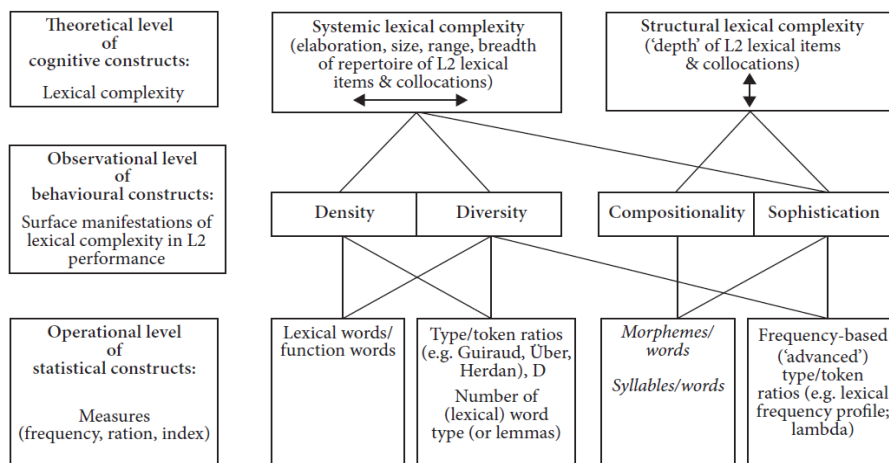 Theoretical level
of
cognitive constructs:
Lexical complexity
Systemic lexical complexity
(elaboration, size, range, breadth
of repertoire of L2 lexical
items & collocations)
Structural lexical complexity
(‘depth’ of L2 lexical items
& collocations)
Observational level
of
behavioural constructs:
Surface manifestations of
lexical complexity in L2
performance
Density
Diversity
Compositionality
Sophistication
Operational level
of
statistical constructs:
Measures
(frequency, ration, index)
Lexical words/
function words
Type/token ratios
(e.g. Guiraud, Über,
Herdan), D
Number of
(lexical) word
type (or lemmas)
Morphemes/
words
Syllables/words
Frequency-based
(‘advanced’)
type/token
ratios (e.g. lexical
frequency profile;
lambda)